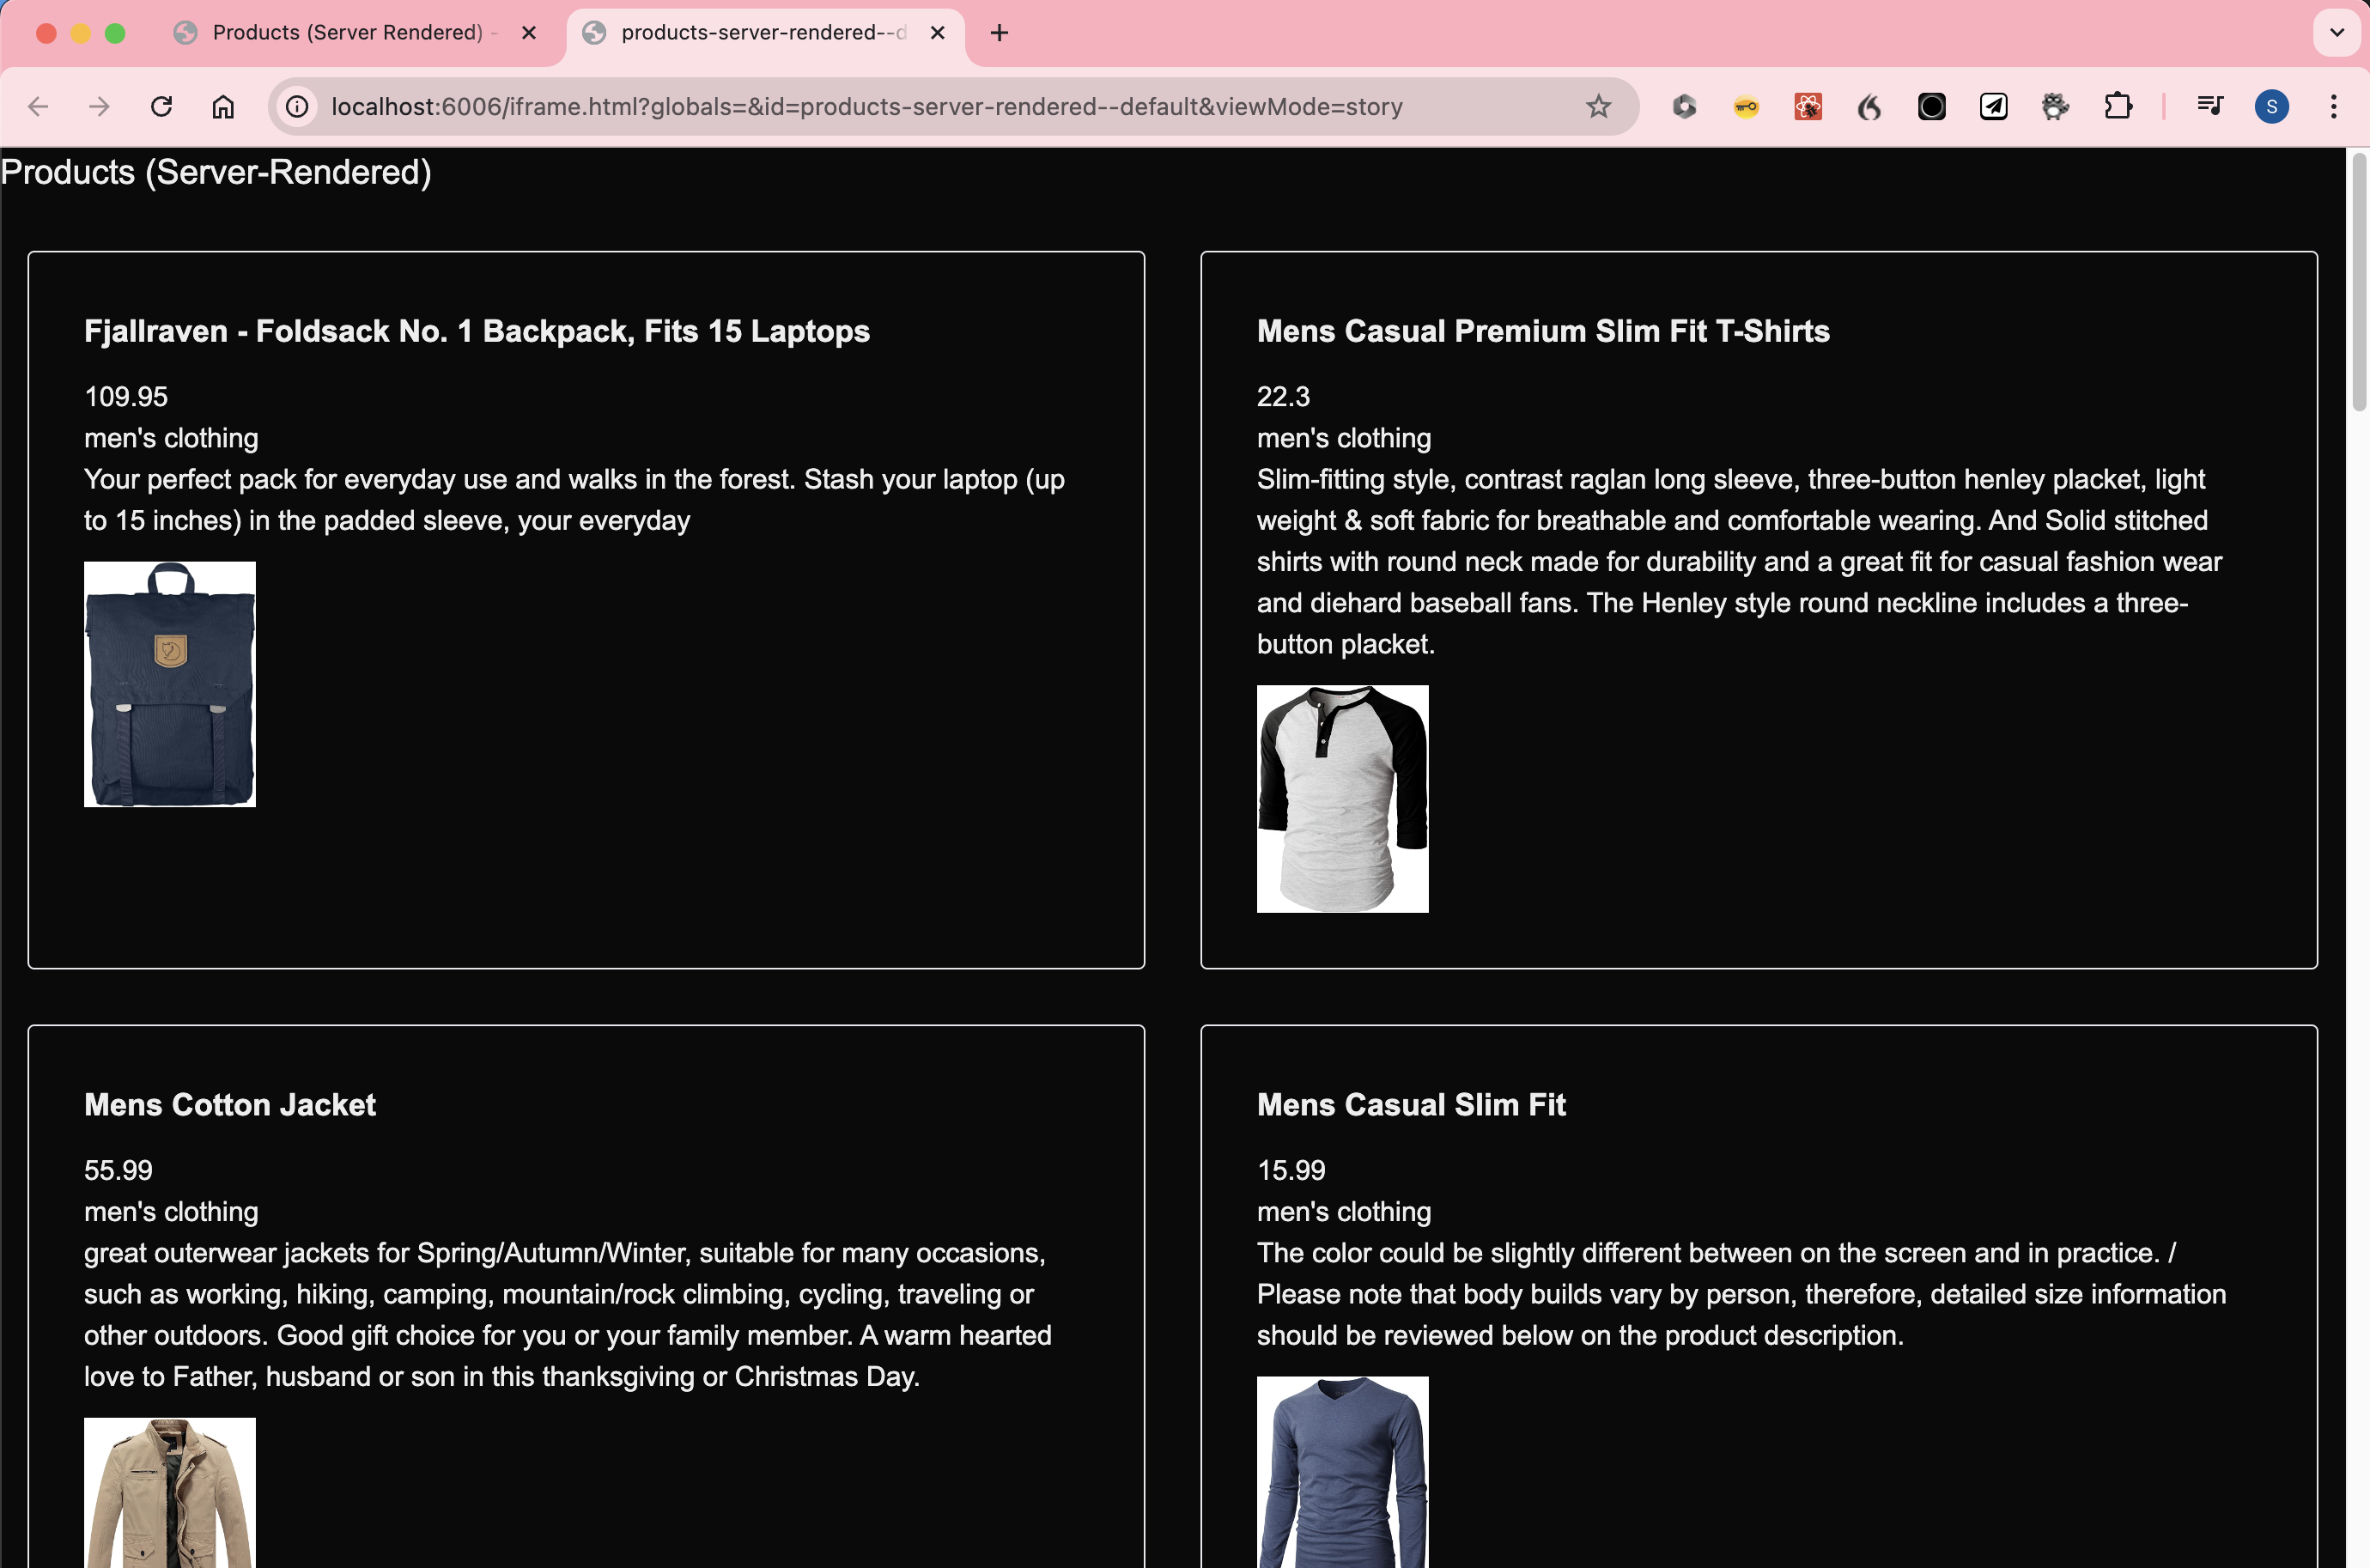 Products (Server Rendered) -
products-server-rendered--d
localhost:6006/iframe.html?globals=&id=products-server-rendered--default&viewMode=story
S
Products (Server-Rendered)
Fjallraven - Foldsack No. 1 Backpack, Fits 15 Laptops
109.95
men's clothing
Your perfect pack for everyday use and walks in the forest. Stash your laptop (up
to 15 inches) in the padded sleeve, your everyday
Mens Casual Premium Slim Fit T-Shirts
22.3
men's clothing
Slim-fitting style, contrast raglan long sleeve, three-button henley placket, light
weight & soft fabric for breathable and comfortable wearing. And Solid stitched
shirts with round neck made for durability and a great fit for casual fashion wear
and diehard baseball fans. The Henley style round neckline includes a three-
button placket.
Mens Cotton Jacket
55.99
men's clothing
great outerwear jackets for Spring/Autumn/Winter, suitable for many occasions,
such as working, hiking, camping, mountain/rock climbing, cycling, traveling or
other outdoors. Good gift choice for you or your family member. A warm hearted
love to Father, husband or son in this thanksgiving or Christmas Day.
Mens Casual Slim Fit
15.99
men's clothing
The color could be slightly different between on the screen and in practice. /
Please note that body builds vary by person, therefore, detailed size information
should be reviewed below on the product description.